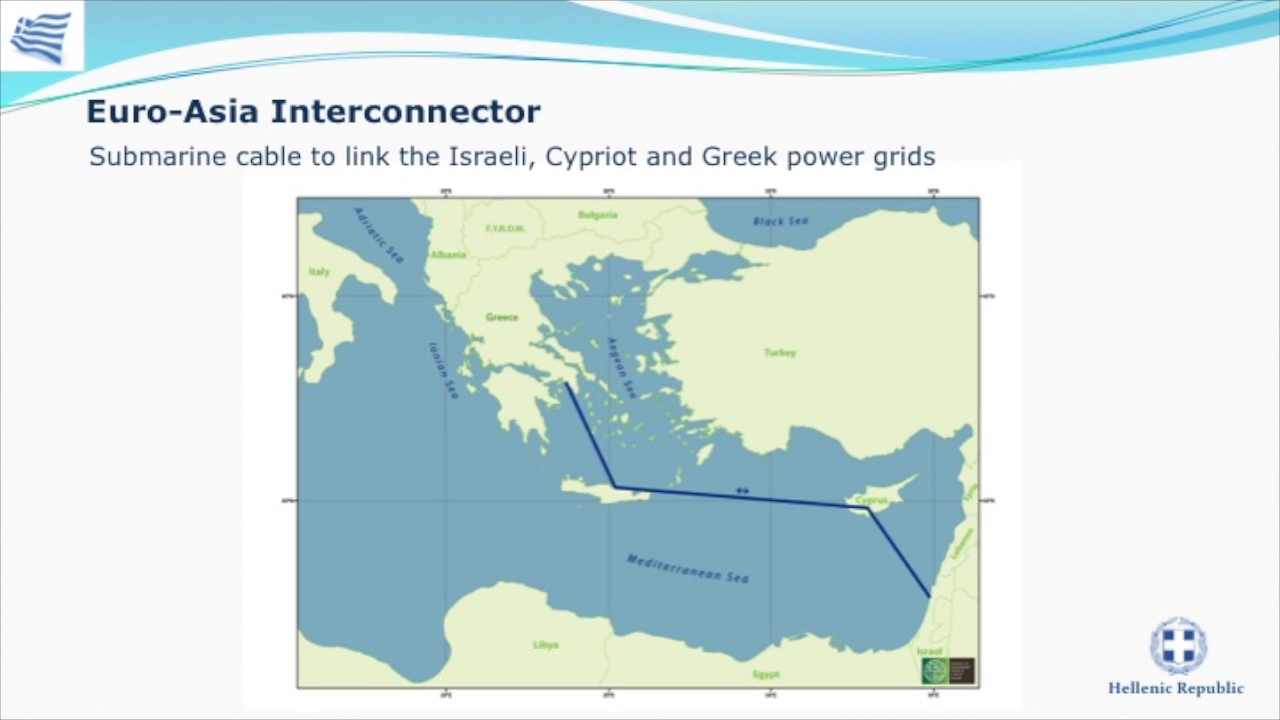 Euro-Asia Interconnector
Submarine cable to link the Israeli, Cypriot and Greek power grids
Adriatic Sea
Bulgaria
Black Sea
F.Y.R.O.M.
Albania
Italy
Greece
Ionian Sea
Aegean Sea
Turkey
Cyprus
Syria
Lebanon
Mediterranean Sea
Libya
Israel
Egypt
Hellenic Republic